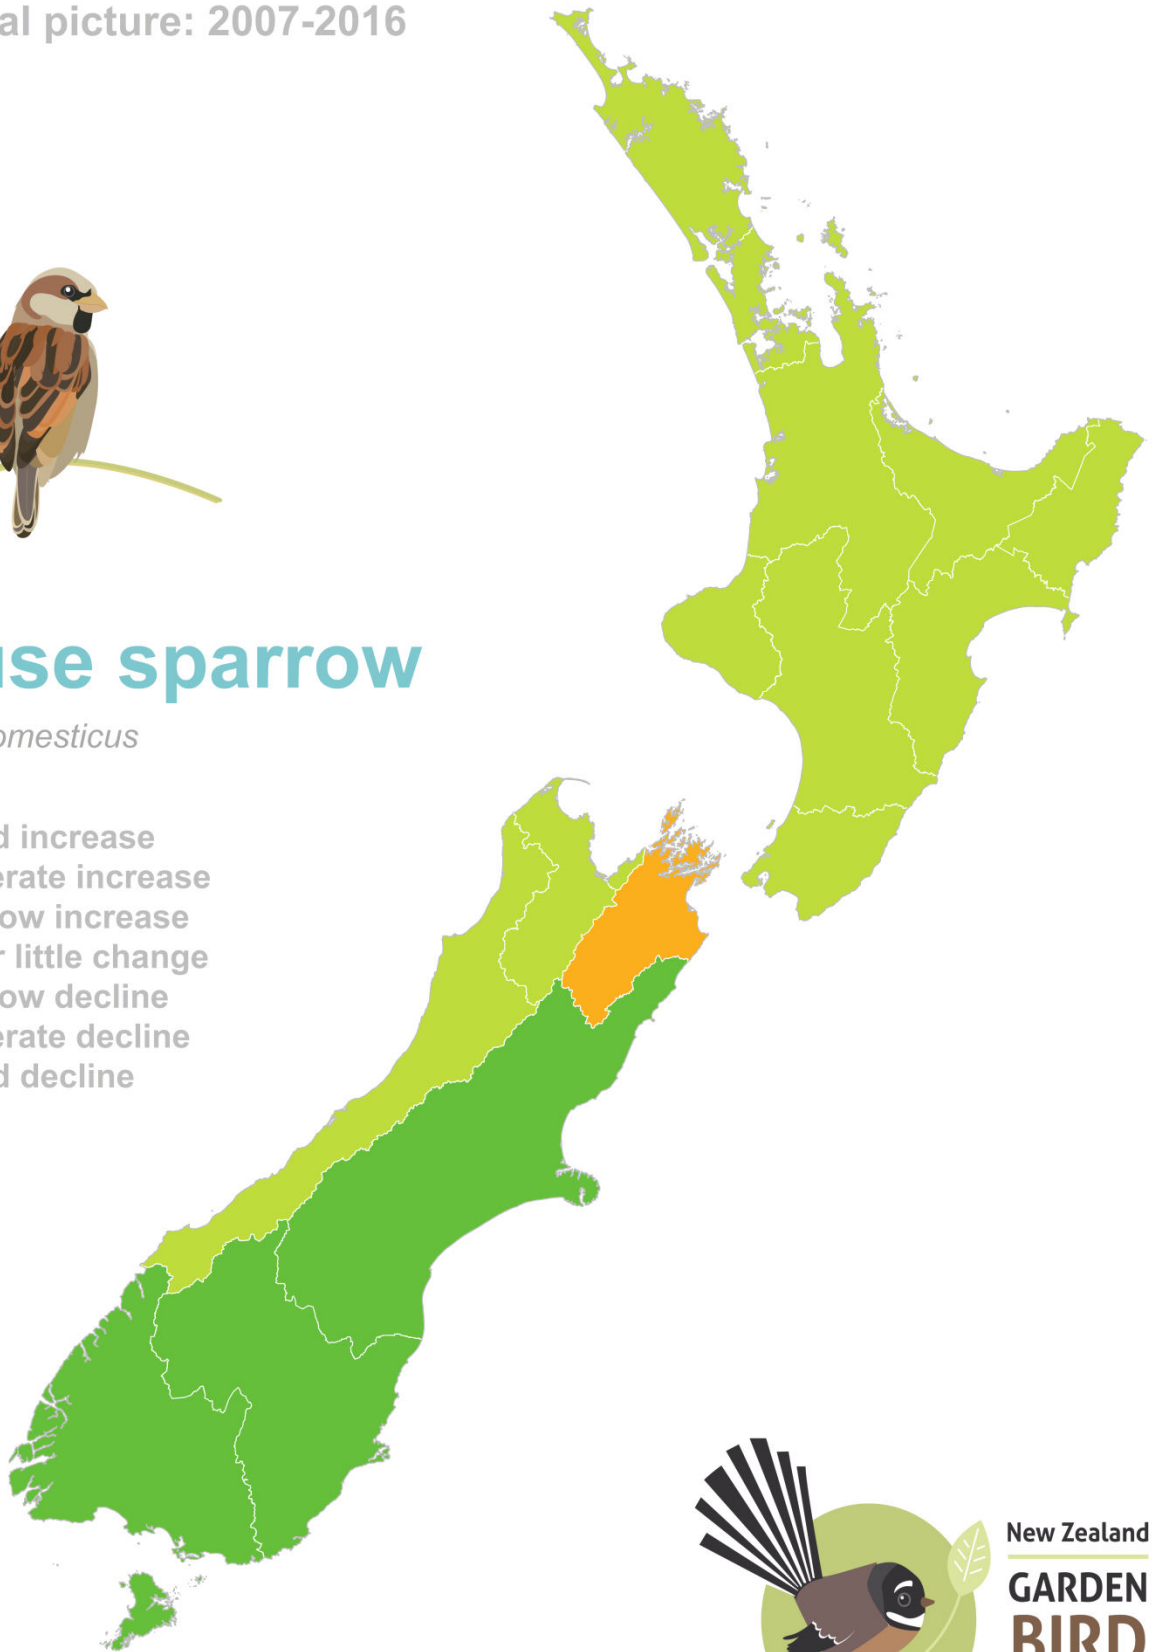 al picture: 2007-2016
use sparrow
omesticus
d increase
erate increase
ow increase
r little change
ow decline
erate decline
d decline
New Zealand
GARDEN
BIRD